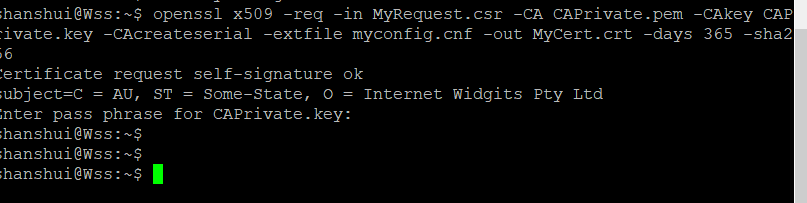 shanshui@Wss:~$ openssl x509 -req -in MyRequest.csr -CA CAPrivate.pem -CAkey CAP
rivate.key -CAcreateserial -extfile myconfig.cnf -out MyCert.crt -days 365 -sha2
56
Certificate request self-signature ok
subject=C = AU, ST = Some-State, O = Internet Widgits Pty Ltd
Enter pass phrase for CAPrivate.key:
shanshui@Wss:~$
shanshui@Wss:~$
shanshui@Wss:~$